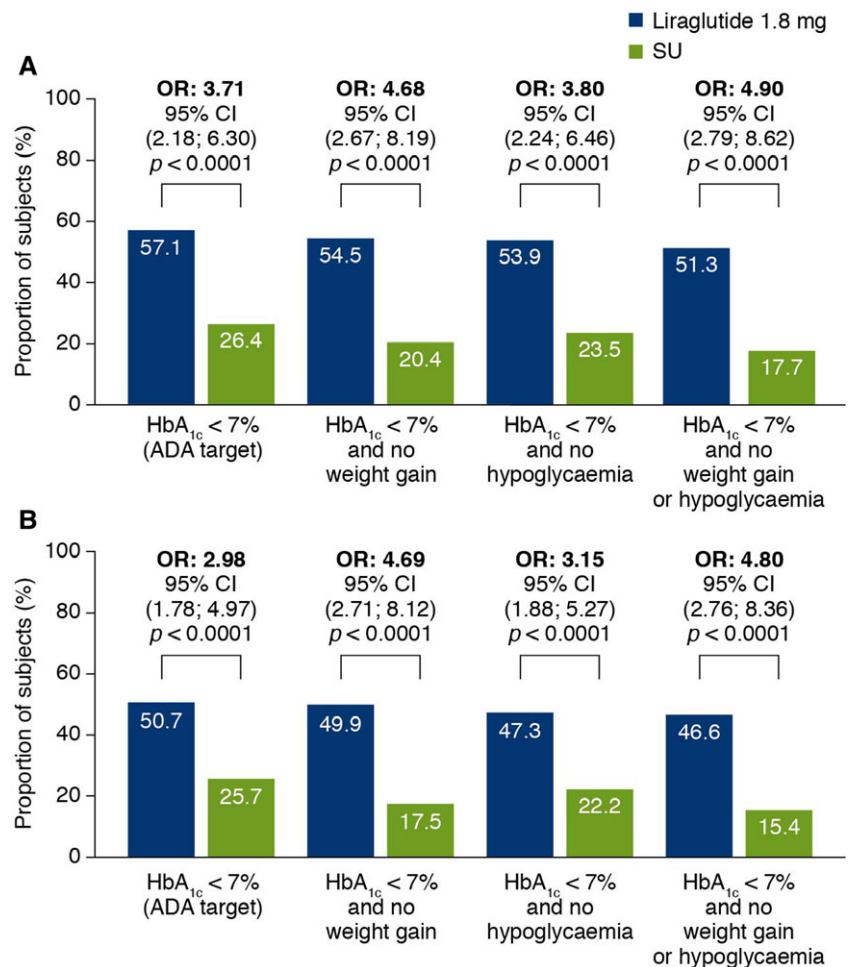 Liraglutide 1.8 mg
SU
A
OR: 3.71 OR: 4.68 OR: 3.80 OR: 4.90
95% CI 95% CI 95% CI 95% CI
(2.18; 6.30) (2.67; 8.19) (2.24; 6.46) (2.79; 8.62)
p < 0.0001 p < 0.0001 p < 0.0001 p < 0.0001
Proportion of subjects (%)
100
80
60
40
20
0
57.1 26.4 54.5 20.4 53.9 23.5 51.3 17.7
HbA1c < 7% HbA1c < 7% HbA1c < 7% HbA1c < 7%
(ADA target) and no and no and no
weight gain hypoglycaemia weight gain
or hypoglycaemia
B
OR: 2.98 OR: 4.69 OR: 3.15 OR: 4.80
95% CI 95% CI 95% CI 95% CI
(1.78; 4.97) (2.71; 8.12) (1.88; 5.27) (2.76; 8.36)
p < 0.0001 p < 0.0001 p < 0.0001 p < 0.0001
Proportion of subjects (%)
100
80
60
40
20
0
50.7 25.7 49.9 17.5 47.3 22.2 46.6 15.4
HbA1c < 7% HbA1c < 7% HbA1c < 7% HbA1c < 7%
(ADA target) and no and no and no
weight gain hypoglycaemia weight gain
or hypoglycaemia